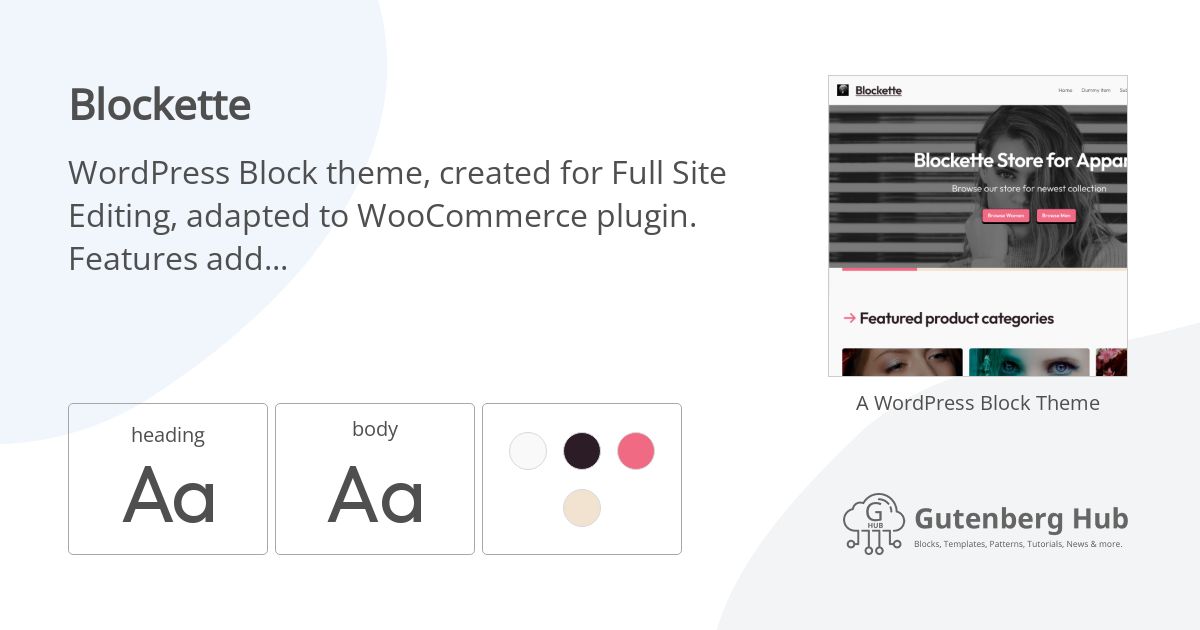 Blockette
WordPress Block theme, created for Full Site
Editing, adapted to WooCommerce plugin.
Features add...
heading
Aa
body
Aa
Blockette
Home Dummy item
Blockette Store for Appar
Browse our store for newest collection
Browse Women Browse Men
Featured product categories
A WordPress Block Theme
G
HUB
Gutenberg Hub
Blocks, Templates, Patterns, Tutorials, News & more.